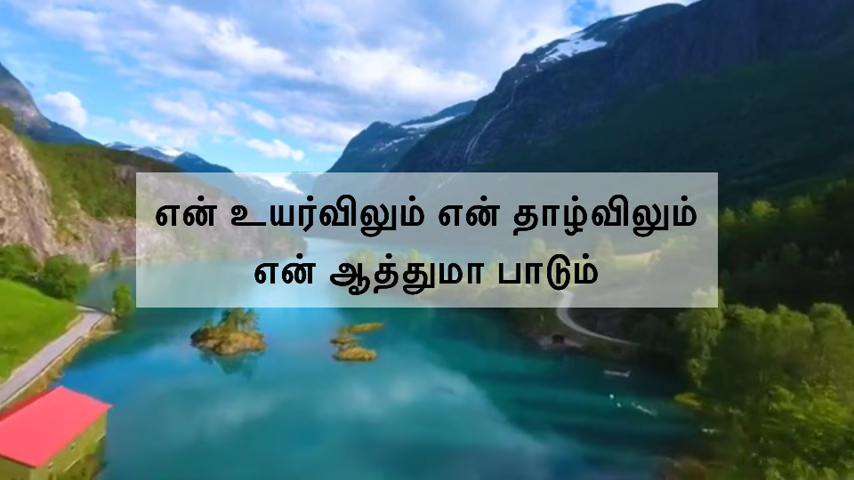 என் உயர்விலும் என் தாழ்விலும்
என் ஆத்துமா பாடும்